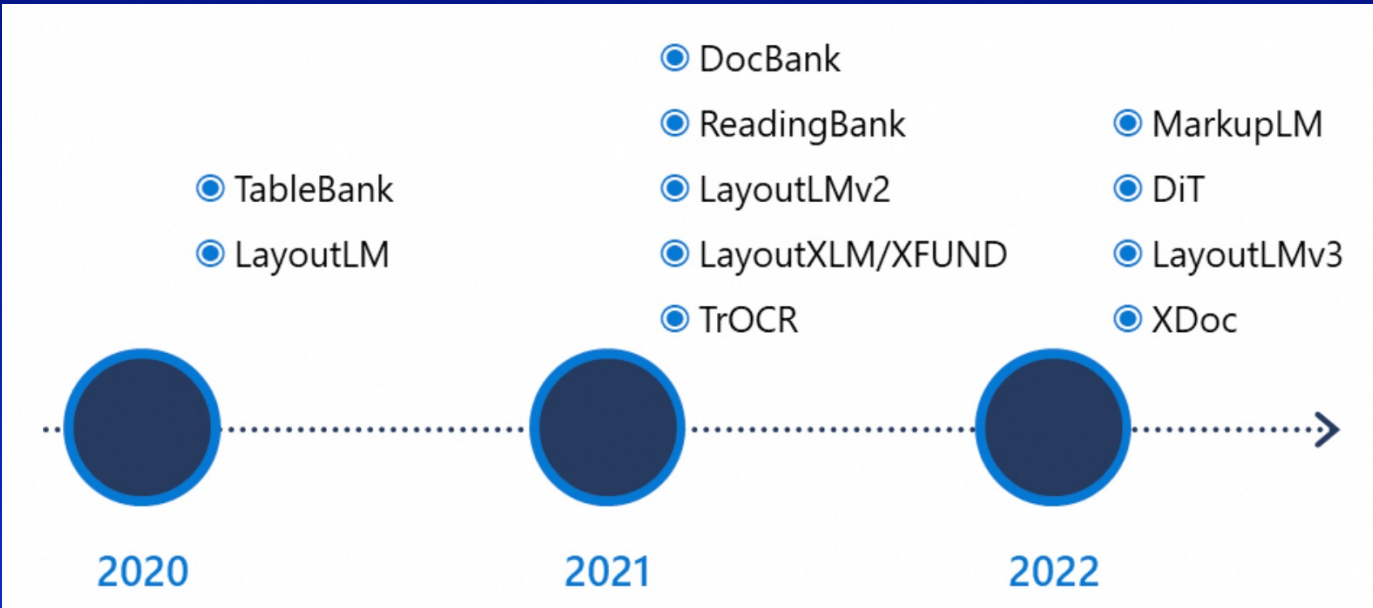 TableBank
LayoutLM
DocBank
ReadingBank
LayoutLMv2
LayoutXLM/XFUND
TrOCR
MarkupLM
DiT
LayoutLMv3
XDoc
2020
2021
2022